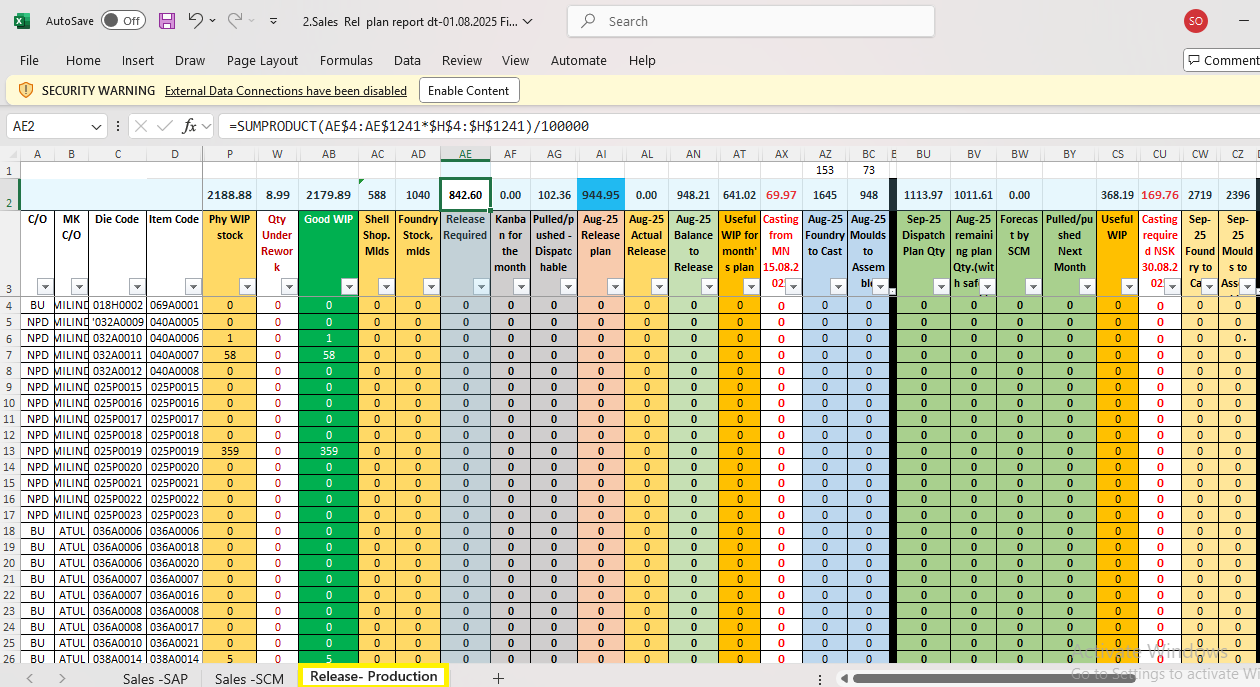 AutoSave Off 2.Sales Rel plan report dt-01.08.2025 Fi... Search SO
File Home Insert Draw Page Layout Formulas Data Review View Automate Help Comment
SECURITY WARNING External Data Connections have been disabled Enable Content
AE2 fx =SUMPRODUCT(AE$4:AE$1241*$H$4:$H$1241)/100000
A B C D P W AB AC AD AE AF AG AI AL AN AT AX AZ BC E BU BV BW BY CS CU CW CZ
1 153 73
2 2188.88 8.99 2179.89 588 1040 842.60 0.00 102.36 944.95 0.00 948.21 641.02 69.97 1645 948 1113.97 1011.61 0.00 368.19 169.76 2719 2396
C/O MK Die Code Item Code Phy WIP Qty Good WIP Shell Foundry Release Kanba Pulled/p Aug-25 Aug-25 Aug-25 Useful Casting Aug-25 Aug-25 Sep-25 Aug-25 Forecas Pulled/pu Useful Casting Sep- Sep-
C/O stock Under Shop. Stock, Required n for ushed - Release Actual Balance WIP for from Foundry Moulds Dispatch remaini t by shed WIP require 25 25
Rewor Mlds mlds the Dispatc plan Release to month' MN to Cast to Plan Qty ng plan SCM Next d NSK Found Mould
k month hable Release s plan 15.08.2 Assem Qty.(wit Month 30.08.2 ry to s to
3 02 bl h saf 02 Ca Ass
4 BU MILIND 018H0002 069A0001 0 0 0 0 0 0 0 0 0 0 0 0 0 0 0 0 0 0 0 0 0 0 0
5 NPD MILIND '032A0009 040A0005 0 0 0 0 0 0 0 0 0 0 0 0 0 0 0 0 0 0 0 0 0 0 0
6 NPD MILIND 032A0010 040A0006 1 0 1 0 0 0 0 0 0 0 0 0 0 0 0 0 0 0 0 0 0 0 0
7 NPD MILIND 032A0011 040A0007 58 0 58 0 0 0 0 0 0 0 0 0 0 0 0 0 0 0 0 0 0 0 0
8 NPD MILIND 032A0012 040A0008 0 0 0 0 0 0 0 0 0 0 0 0 0 0 0 0 0 0 0 0 0 0 0
9 NPD MILIND 025P0015 025P0015 0 0 0 0 0 0 0 0 0 0 0 0 0 0 0 0 0 0 0 0 0 0 0
10 NPD MILIND 025P0016 025P0016 0 0 0 0 0 0 0 0 0 0 0 0 0 0 0 0 0 0 0 0 0 0 0
11 NPD MILIND 025P0017 025P0017 0 0 0 0 0 0 0 0 0 0 0 0 0 0 0 0 0 0 0 0 0 0 0
12 NPD MILIND 025P0018 025P0018 0 0 0 0 0 0 0 0 0 0 0 0 0 0 0 0 0 0 0 0 0 0 0
13 NPD MILIND 025P0019 025P0019 359 0 359 0 0 0 0 0 0 0 0 0 0 0 0 0 0 0 0 0 0 0 0
14 NPD MILIND 025P0020 025P0020 0 0 0 0 0 0 0 0 0 0 0 0 0 0 0 0 0 0 0 0 0 0 0
15 NPD MILIND 025P0021 025P0021 0 0 0 0 0 0 0 0 0 0 0 0 0 0 0 0 0 0 0 0 0 0 0
16 NPD MILIND 025P0022 025P0022 0 0 0 0 0 0 0 0 0 0 0 0 0 0 0 0 0 0 0 0 0 0 0
17 NPD MILIND 025P0023 025P0023 0 0 0 0 0 0 0 0 0 0 0 0 0 0 0 0 0 0 0 0 0 0 0
18 BU ATUL 036A0006 036A0006 0 0 0 0 0 0 0 0 0 0 0 0 0 0 0 0 0 0 0 0 0 0 0
19 BU ATUL 036A0006 036A0018 0 0 0 0 0 0 0 0 0 0 0 0 0 0 0 0 0 0 0 0 0 0 0
20 BU ATUL 036A0006 036A0020 0 0 0 0 0 0 0 0 0 0 0 0 0 0 0 0 0 0 0 0 0 0 0
21 BU ATUL 036A0007 036A0007 0 0 0 0 0 0 0 0 0 0 0 0 0 0 0 0 0 0 0 0 0 0 0
22 BU ATUL 036A0007 036A0016 0 0 0 0 0 0 0 0 0 0 0 0 0 0 0 0 0 0 0 0 0 0 0
23 BU ATUL 036A0008 036A0008 0 0 0 0 0 0 0 0 0 0 0 0 0 0 0 0 0 0 0 0 0 0 0
24 BU ATUL 036A0008 036A0017 0 0 0 0 0 0 0 0 0 0 0 0 0 0 0 0 0 0 0 0 0 0 0
25 BU ATUL 036A0010 036A0021 0 0 0 0 0 0 0 0 0 0 0 0 0 0 0 0 0 0 0 0 0 0 0
26 BU ATUL 038A0014 038A0014 5 0 5 0 0 0 0 0 0 0 0 0 0 0 0 0 0 0 0 0 0 0 0
Activate Windows
Go to Settings to activate Wi
Sales -SAP Sales -SCM Release- Production